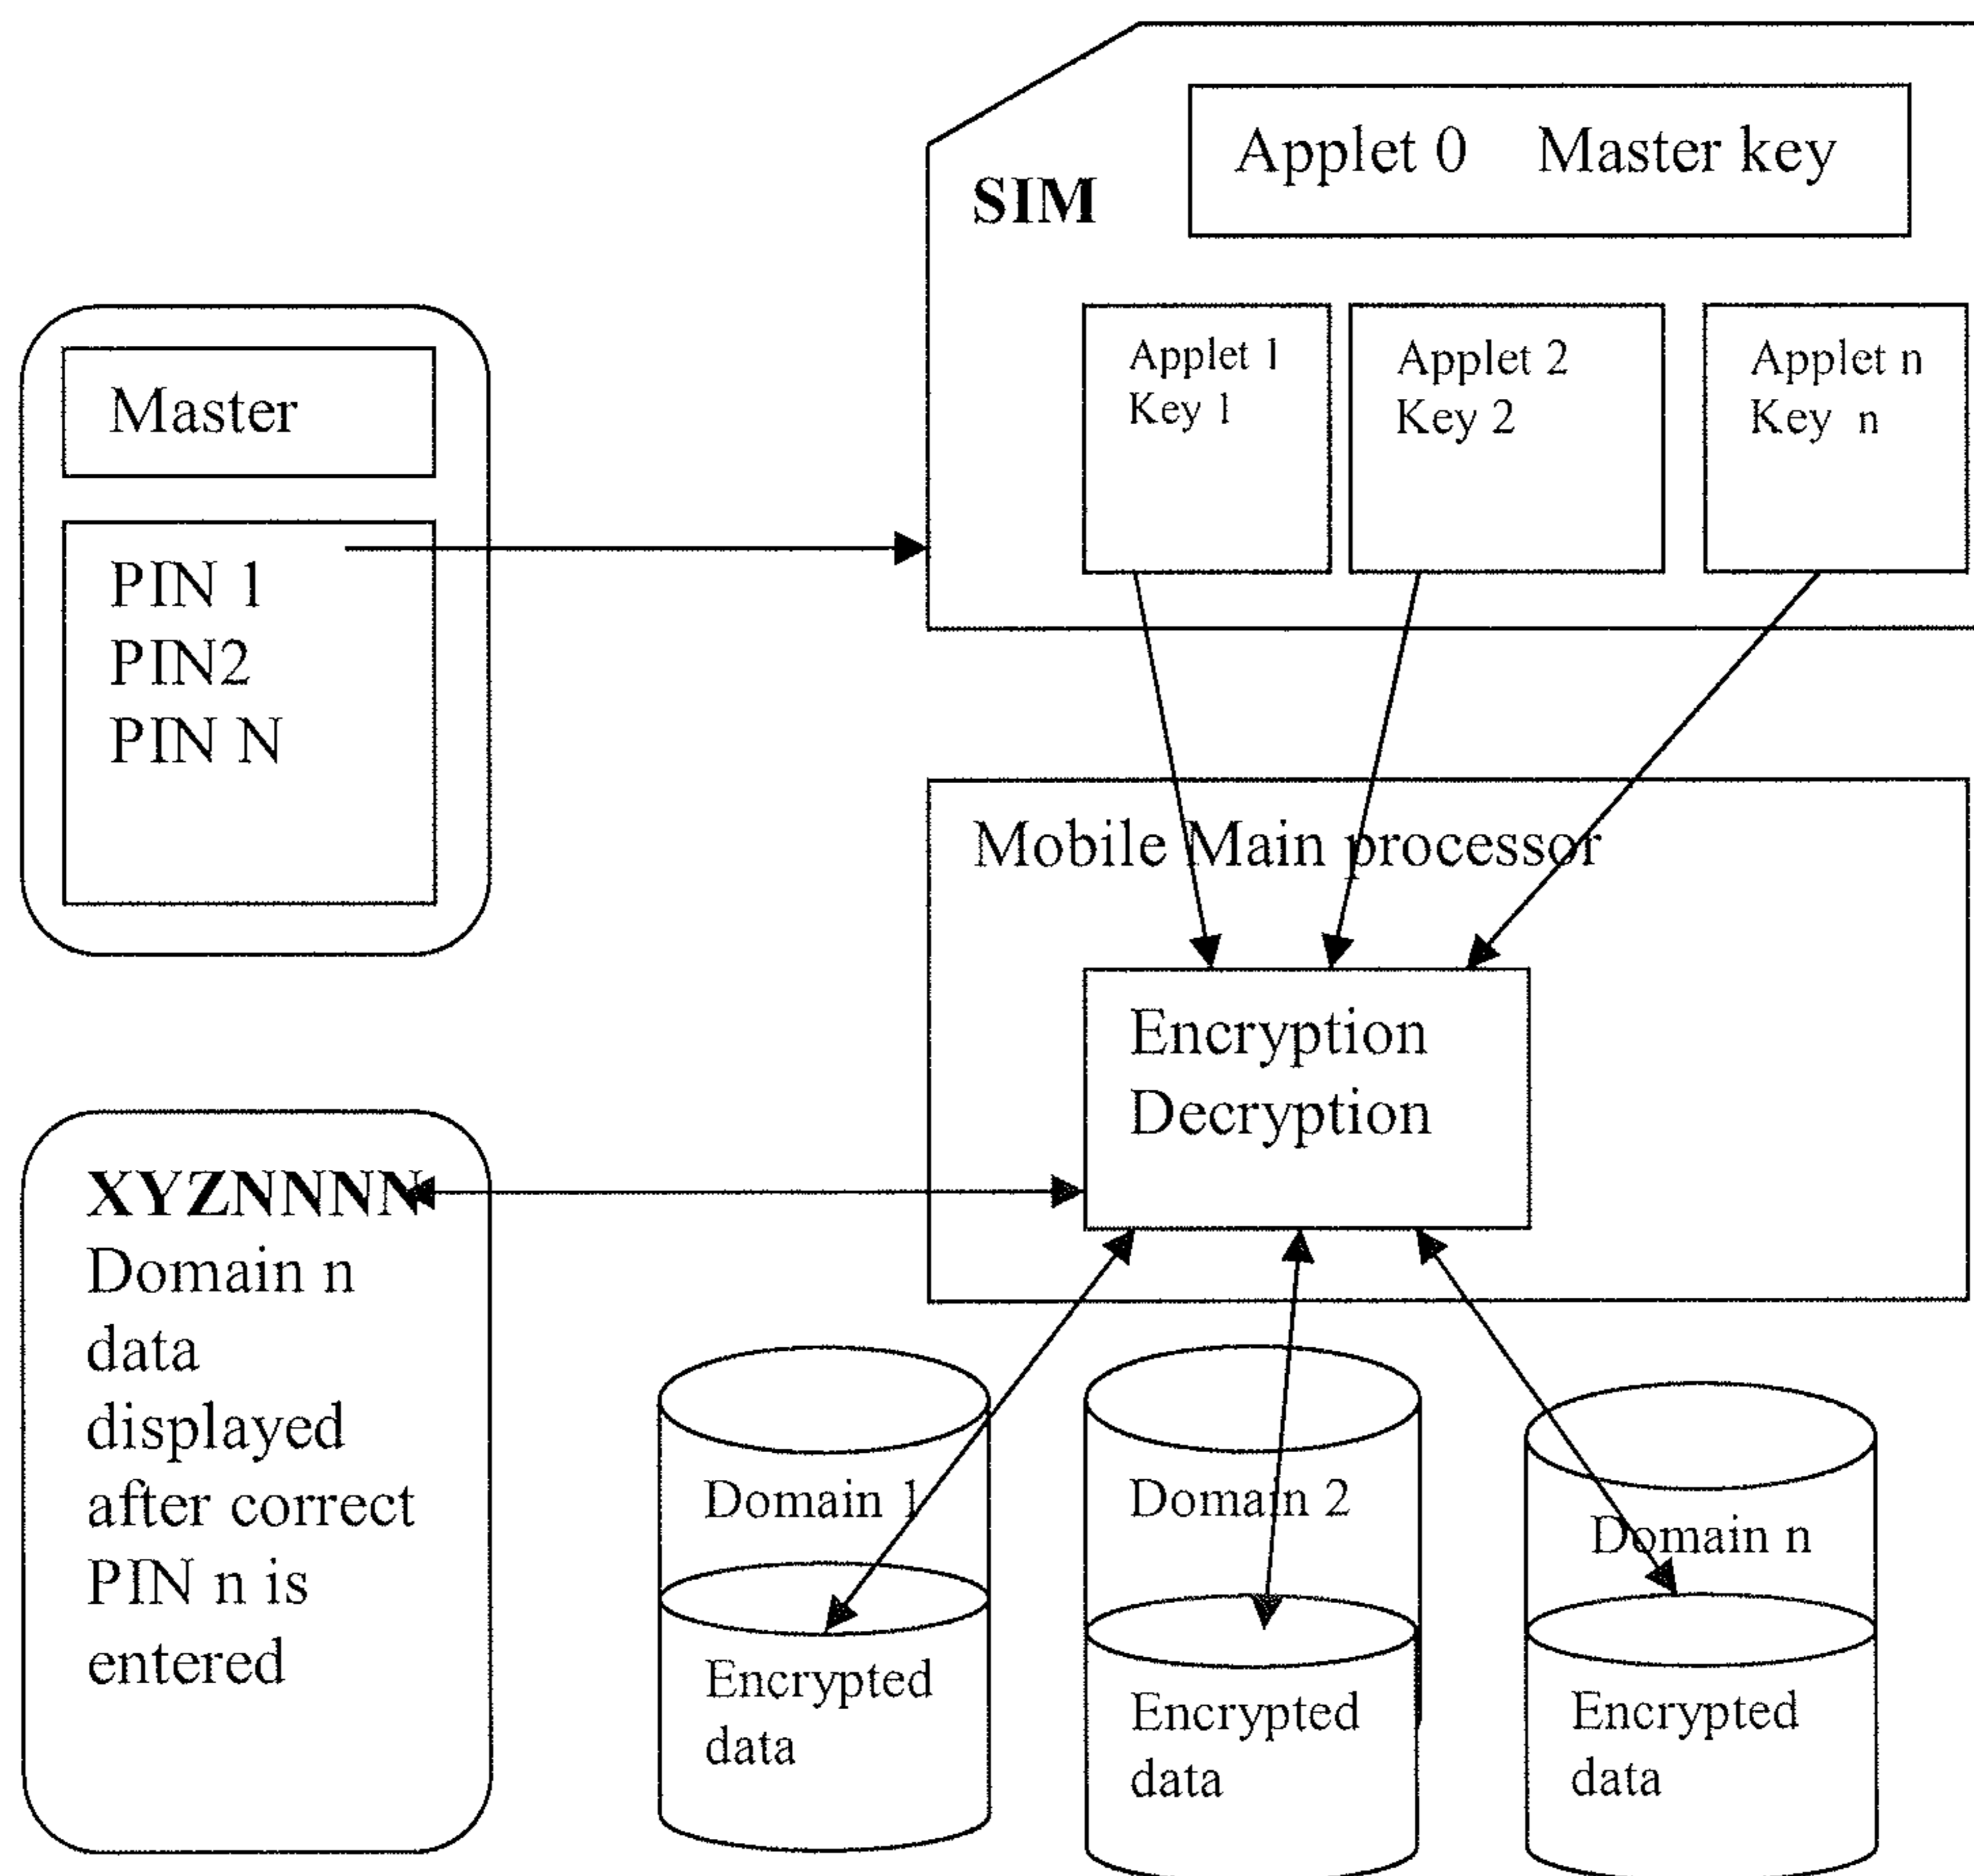 Applet 0 Master key
SIM
Applet 1
Key 1
Applet 2
Key 2
Applet n
Key n
Master
PIN 1
PIN2
PIN N
Mobile Main processor
Encryption
Decryption
XYZNNNN
Domain n
data
displayed
after correct
PIN n is
entered
Domain 1
Encrypted
data
Domain 2
Encrypted
data
Domain n
Encrypted
data